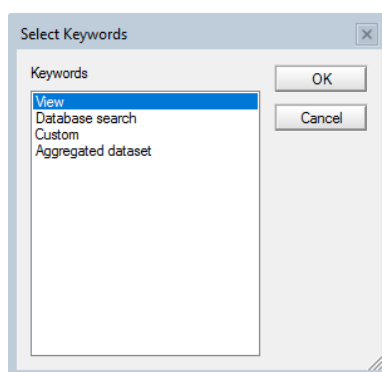 Select Keywords
Keywords
OK
View
Database search
Cancel
Custom
Aggregated dataset